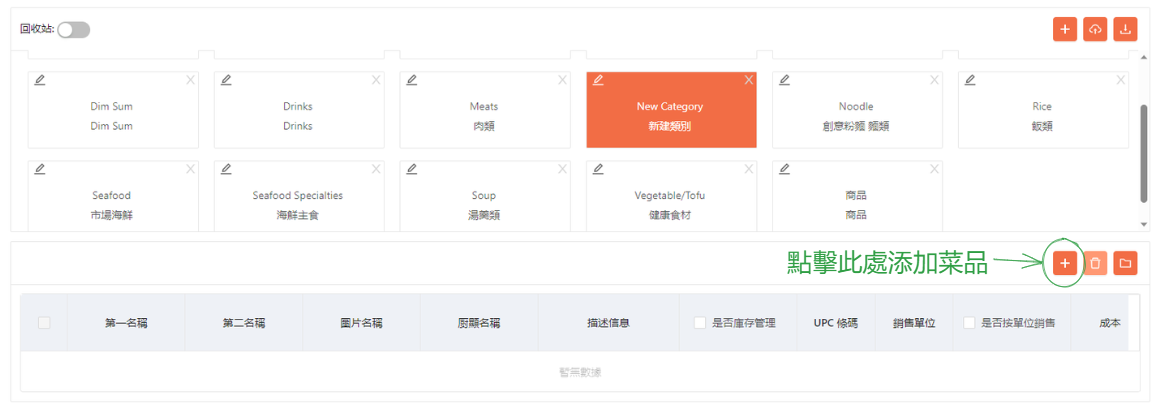 回收站:
Dim Sum
Dim Sum
Drinks
Drinks
Meats
肉類
New Category
新建類別
Noodle
創意粉麵 麵類
Rice
飯類
Seafood
市場海鮮
Seafood Specialties
海鮮主食
Soup
湯羹類
Vegetable/Tofu
健康食材
商品
商品
點擊此處添加菜品
第一名稱 第二名稱 圖片名稱 廚顯名稱 描述信息 是否庫存管理 UPC 條碼 銷售單位 是否按單位銷售 成本
暫無數據